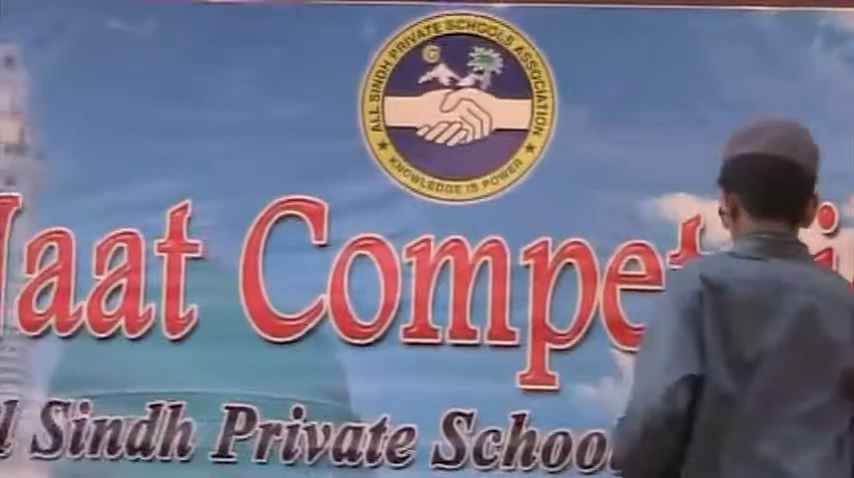 ALL SINDH PRIVATE SCHOOLS ASSOCIATION
KNOWLEDGE IS POWER
Naat Compet
Sindh Private Schoo